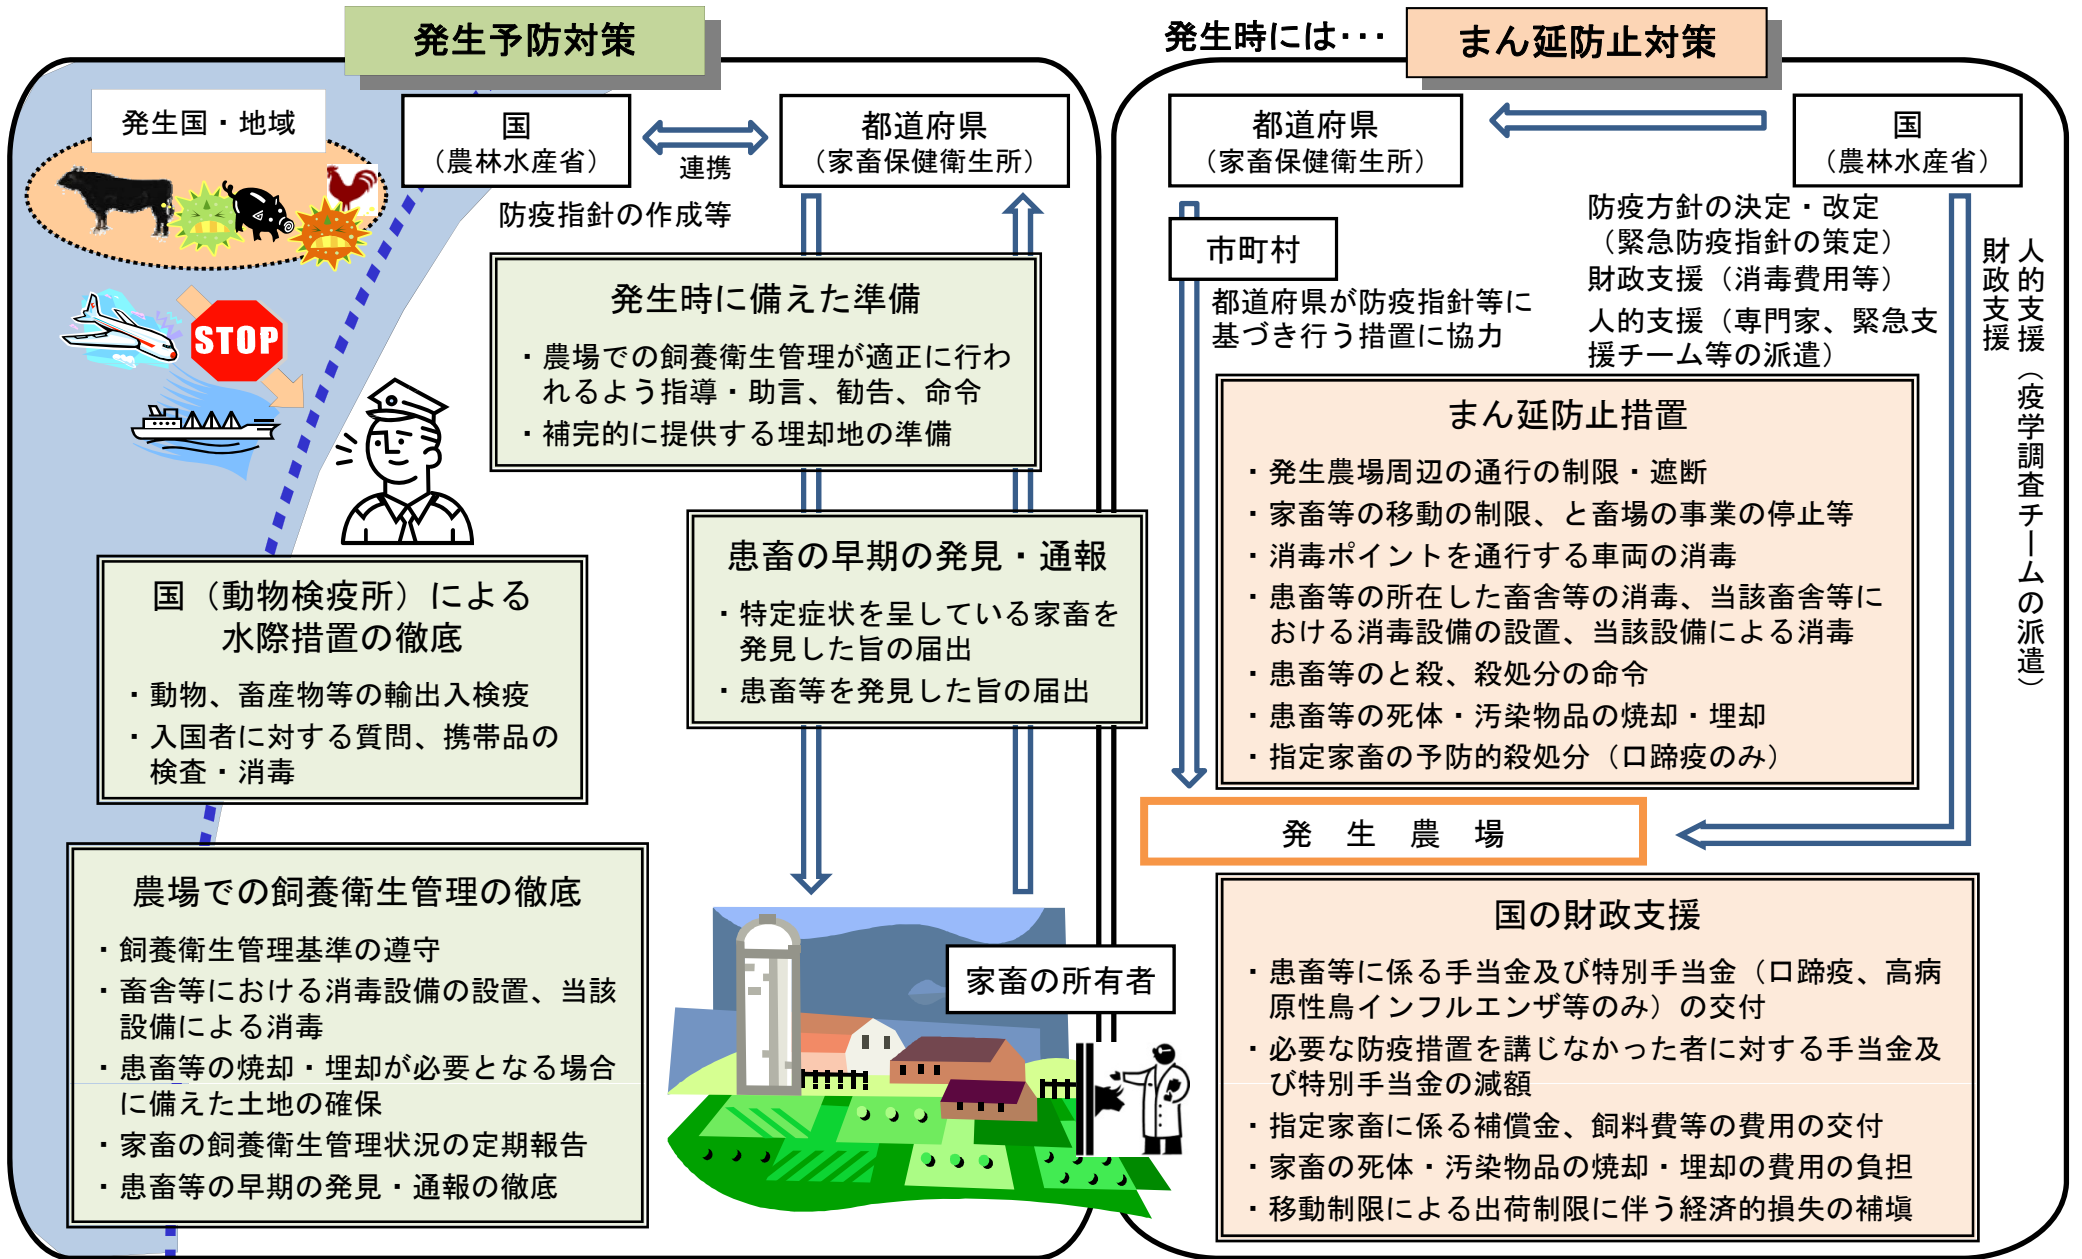 発生予防対策
発生国・地域
国
（農林水産省）
連携
都道府県
（家畜保健衛生所）
防疫指針の作成等
STOP
発生時に備えた準備
・農場での飼養衛生管理が適正に行わ
れるよう指導・助言、勧告、命令
・補完的に提供する埋却地の準備
患畜の早期の発見・通報
・特定症状を呈している家畜を
発見した旨の届出
・患畜等を発見した旨の届出
国（動物検疫所）による
水際措置の徹底
・動物、畜産物等の輸出入検疫
・入国者に対する質問、携帯品の
検査・消毒
農場での飼養衛生管理の徹底
・飼養衛生管理基準の遵守
・畜舎等における消毒設備の設置、当該
設備による消毒
・患畜等の焼却・埋却が必要となる場合
に備えた土地の確保
・家畜の飼養衛生管理状況の定期報告
・患畜等の早期の発見・通報の徹底
家畜の所有者
発生時には･･･
まん延防止対策
都道府県
（家畜保健衛生所）
国
（農林水産省）
市町村
都道府県が防疫指針等に
基づき行う措置に協力
防疫方針の決定・改定
（緊急防疫指針の策定）
財政支援（消毒費用等）
人的支援（専門家、緊急支
援チーム等の派遣）
人的支援（疫学調査チームの派遣）
財政支援
まん延防止措置
・発生農場周辺の通行の制限・遮断
・家畜等の移動の制限、と畜場の事業の停止等
・消毒ポイントを通行する車両の消毒
・患畜等の所在した畜舎等の消毒、当該畜舎等に
おける消毒設備の設置、当該設備による消毒
・患畜等のと殺、殺処分の命令
・患畜等の死体・汚染物品の焼却・埋却
・指定家畜の予防的殺処分（口蹄疫のみ）
発　生　農　場
国の財政支援
・患畜等に係る手当金及び特別手当金（口蹄疫、高病
原性鳥インフルエンザ等のみ）の交付
・必要な防疫措置を講じなかった者に対する手当金及
び特別手当金の減額
・指定家畜に係る補償金、飼料費等の費用の交付
・家畜の死体・汚染物品の焼却・埋却の費用の負担
・移動制限による出荷制限に伴う経済的損失の補塡